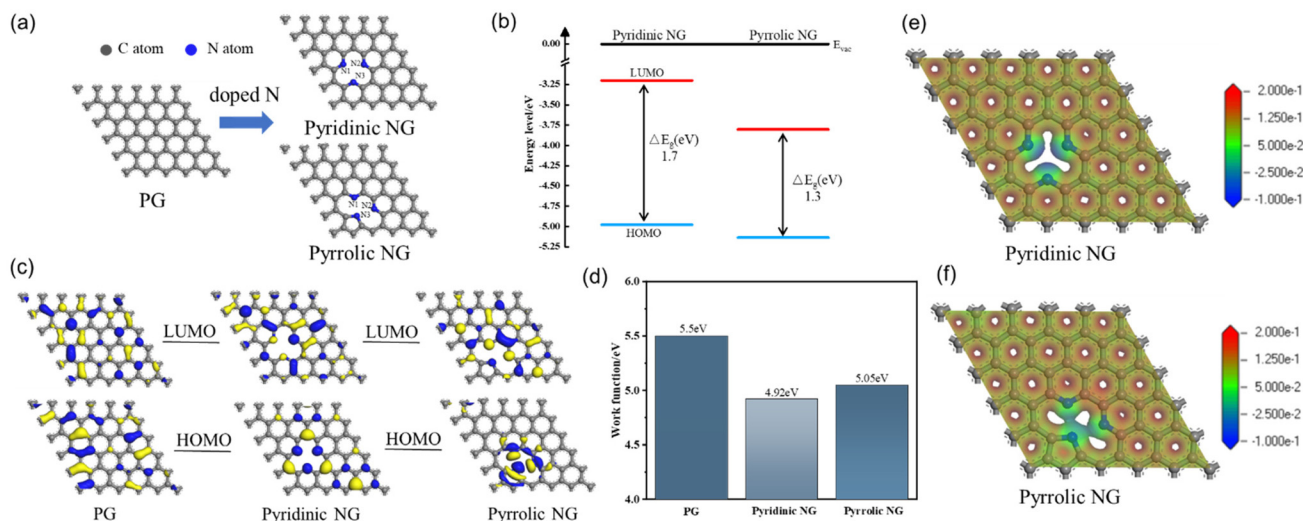 (a)
C atom
N atom
doped N
PG
N1
N2
N3
Pyridinic NG
N1
N2
N3
Pyrrolic NG
(b)
Energy level/eV
0.00
-3.25
-3.50
-3.75
-4.00
-4.25
-4.50
-4.75
-5.00
-5.25
Pyridinic NG
Pyrrolic NG
Evac
LUMO
△Eg(eV)
1.7
HOMO
△Eg(eV)
1.3
(c)
LUMO
LUMO
HOMO
HOMO
PG
Pyridinic NG
Pyrrolic NG
(d)
Work function/eV
6.0
5.5
5.0
4.5
4.0
5.5eV
4.92eV
5.05eV
PG
Pyridinic NG
Pyrrolic NG
(e)
2.000e-1
1.250e-1
5.000e-2
-2.500e-2
-1.000e-1
Pyridinic NG
(f)
2.000e-1
1.250e-1
5.000e-2
-2.500e-2
-1.000e-1
Pyrrolic NG